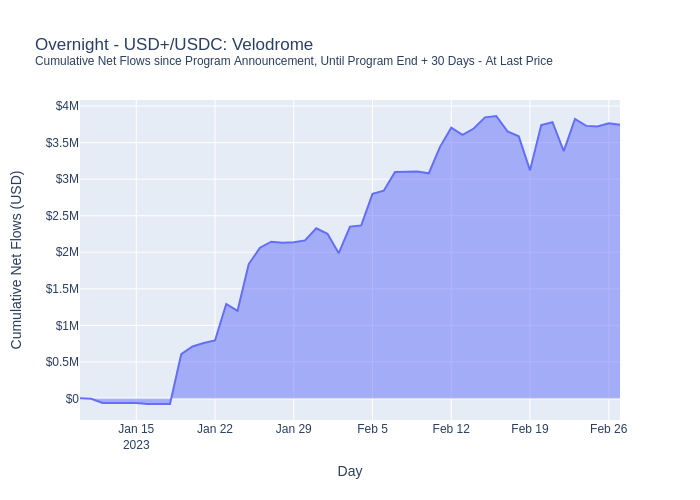 Overnight - USD+/USDC: Velodrome
Cumulative Net Flows since Program Announcement, Until Program End + 30 Days - At Last Price
Cumulative Net Flows (USD)
$4M
$3.5M
$3M
$2.5M
$2M
$1.5M
$1M
$0.5M
$0
Jan 15
2023
Jan 22
Jan 29
Feb 5
Feb 12
Feb 19
Feb 26
Day